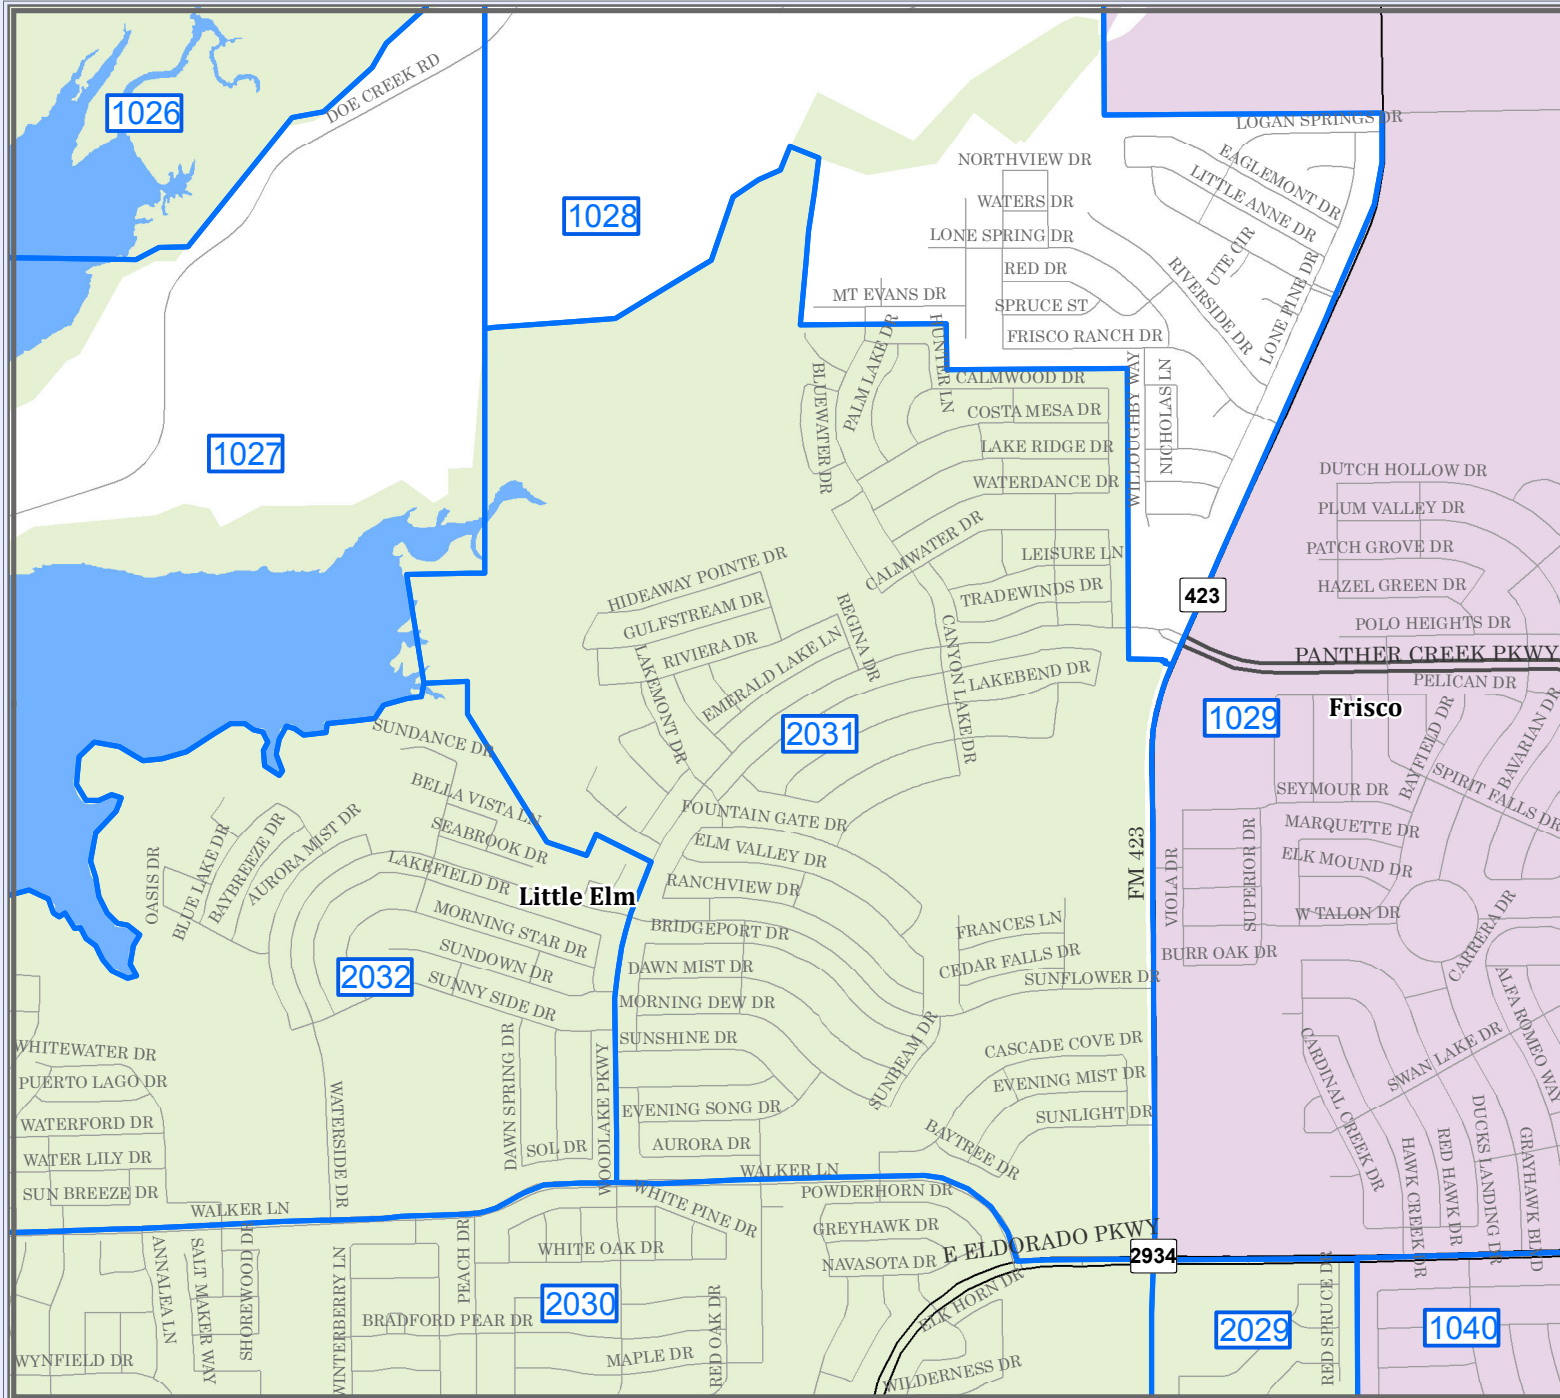 DOE CREEK RD
1026
LOGAN SPRINGS DR
EAGLEMONT DR
NORTHVIEW DR
LITTLE ANNE DR
WATERS DR
1028
LONE SPRING DR
UTE CIR
RED DR
RIVERSIDE DR
MT EVANS DR
SPRUCE ST
LONE PINE DR
FRISCO RANCH DR
PALM LAKE DR
HUNTER LN
BLUEWATER DR
CALMWOOD DR
WILLOUGHBY WAY
NICHOLAS LN
COSTA MESA DR
LAKE RIDGE DR
1027
WATERDANCE DR
DUTCH HOLLOW DR
PLUM VALLEY DR
CALMWATER DR
LEISURE LN
PATCH GROVE DR
HIDEAWAY POINTE DR
TRADEWINDS DR
423
HAZEL GREEN DR
GULFSTREAM DR
REGINA DR
POLO HEIGHTS DR
RIVIERA DR
CANYON LAKE DR
PANTHER CREEK PKWY
EMERALD LAKE LN
LAKEBEND DR
LAKEMONT DR
PELICAN DR
2031
1029
Frisco
SUNDANCE DR
BAYFIELD DR
BAVARIAN DR
BELLA VISTA LN
SEYMOUR DR
SPIRIT FALLS DR
SEABROOK DR
FOUNTAIN GATE DR
MARQUETTE DR
AURORA MIST DR
BAYBREEZE DR
BLUE LAKE DR
OASIS DR
ELM VALLEY DR
FM 423
VIOLA DR
SUPERIOR DR
ELK MOUND DR
LAKEFIELD DR
RANCHVIEW DR
Little Elm
W TALON DR
MORNING STAR DR
BRIDGEPORT DR
FRANCES LN
CARRERA DR
SUNDOWN DR
CEDAR FALLS DR
BURR OAK DR
2032
DAWN MIST DR
SUNNY SIDE DR
SUNFLOWER DR
MORNING DEW DR
ALFA ROMEO WAY
SUNSHINE DR
CASCADE COVE DR
SWAN LAKE DR
WHITEWATER DR
SUNBEAM DR
PUERTO LAGO DR
EVENING MIST DR
CARDINAL CREEK DR
DAWN SPRING DR
WOODLAKE PKWY
EVENING SONG DR
SUNLIGHT DR
WATERFORD DR
WATERSIDE DR
AURORA DR
BAYTREE DR
SOL DR
WATER LILY DR
DUCKS LANDING DR
RED HAWK DR
HAWK CREEK DR
GRAYHAWK BLVD
WALKER LN
SUN BREEZE DR
WHITE PINE DR
POWDERHORN DR
WALKER LN
GREYHAWK DR
E ELDORADO PKWY
2934
WHITE OAK DR
NAVASOTA DR
ANNALEA LN
SALT MAKER WAY
SHOREWOOD DR
WINTERBERRY LN
PEACH DR
2030
ELK HORN DR
RED SPRUCE DR
BRADFORD PEAR DR
RED OAK DR
2029
1040
WYNFIELD DR
MAPLE DR
WILDERNESS DR